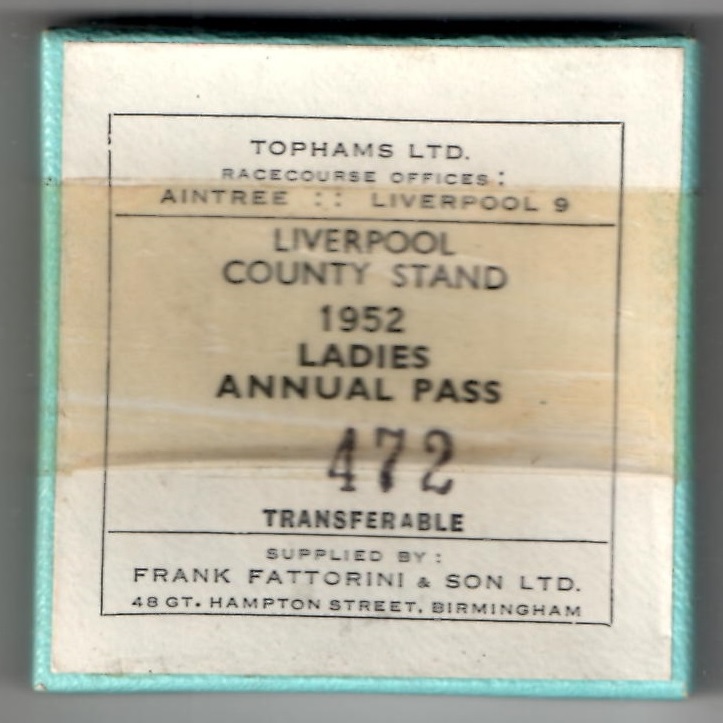 TOPHAMS LTD.
RACECOURSE OFFICES:
AINTREE :: LIVERPOOL 9
LIVERPOOL
COUNTY STAND
1952
LADIES
ANNUAL PASS
472
TRANSFERABLE
SUPPLIED BY:
FRANK FATTORINI & SON LTD.
48 GT. HAMPTON STREET, BIRMINGHAM